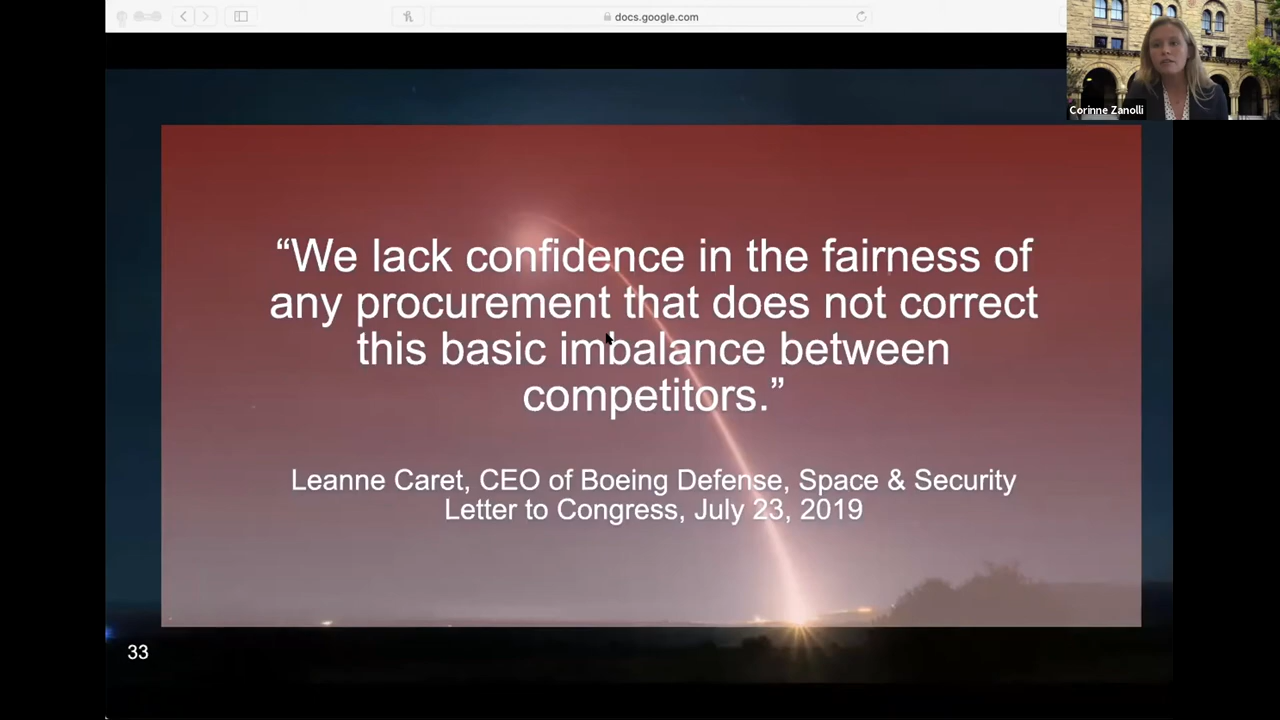 docs.google.com
Corinne Zanolli
“We lack confidence in the fairness of
any procurement that does not correct
this basic imbalance between
competitors.”
Leanne Caret, CEO of Boeing Defense, Space & Security
Letter to Congress, July 23, 2019
33